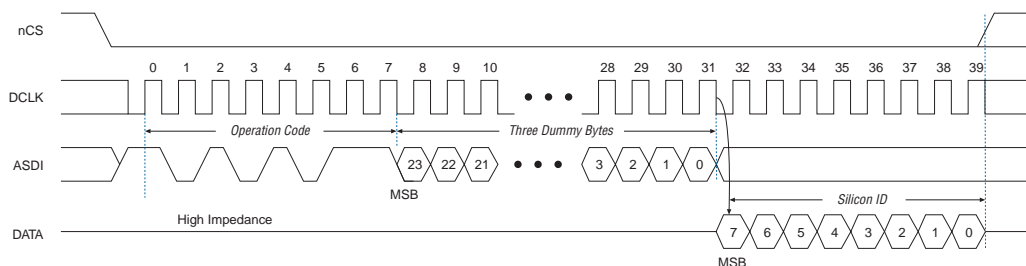 nCS
0 1 2 3 4 5 6 7 8 9 10 28 29 30 31 32 33 34 35 36 37 38 39
DCLK
Operation Code Three Dummy Bytes
ASDI 23 22 21 3 2 1 0
MSB
Silicon ID
High Impedance
DATA 7 6 5 4 3 2 1 0
MSB